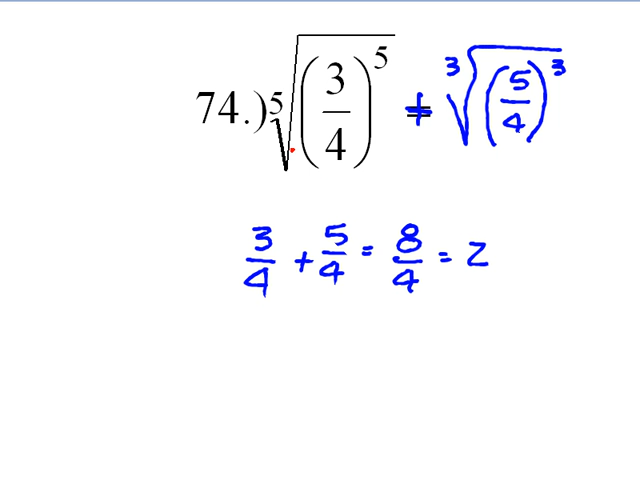 74.) ⁵√(3/4)⁵ + ³√(5/4)³
3/4 + 5/4 = 8/4 = 2